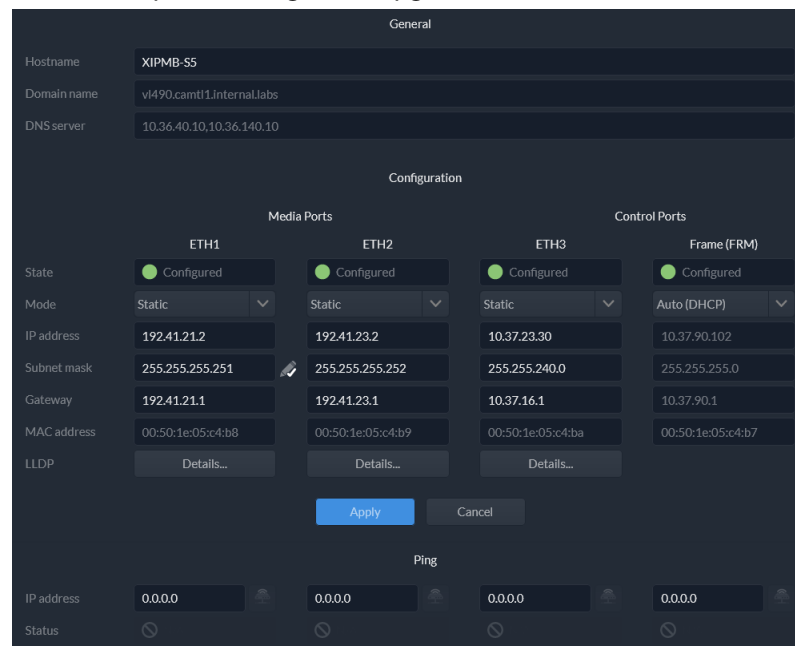 General
Hostname XIPMB-S5
Domain name vl490.camtl1.internal.labs
DNS server 10.36.40.10,10.36.140.10
Configuration
Media Ports Control Ports
ETH1 ETH2 ETH3 Frame (FRM)
State Configured Configured Configured Configured
Mode Static Static Static Auto (DHCP)
IP address 192.41.21.2 192.41.23.2 10.37.23.30 10.37.90.102
Subnet mask 255.255.255.251 255.255.255.252 255.255.240.0 255.255.255.0
Gateway 192.41.21.1 192.41.23.1 10.37.16.1 10.37.90.1
MAC address 00:50:1e:05:c4:b8 00:50:1e:05:c4:b9 00:50:1e:05:c4:ba 00:50:1e:05:c4:b7
LLDP Details... Details... Details...
Apply Cancel
Ping
IP address 0.0.0.0 0.0.0.0 0.0.0.0 0.0.0.0
Status